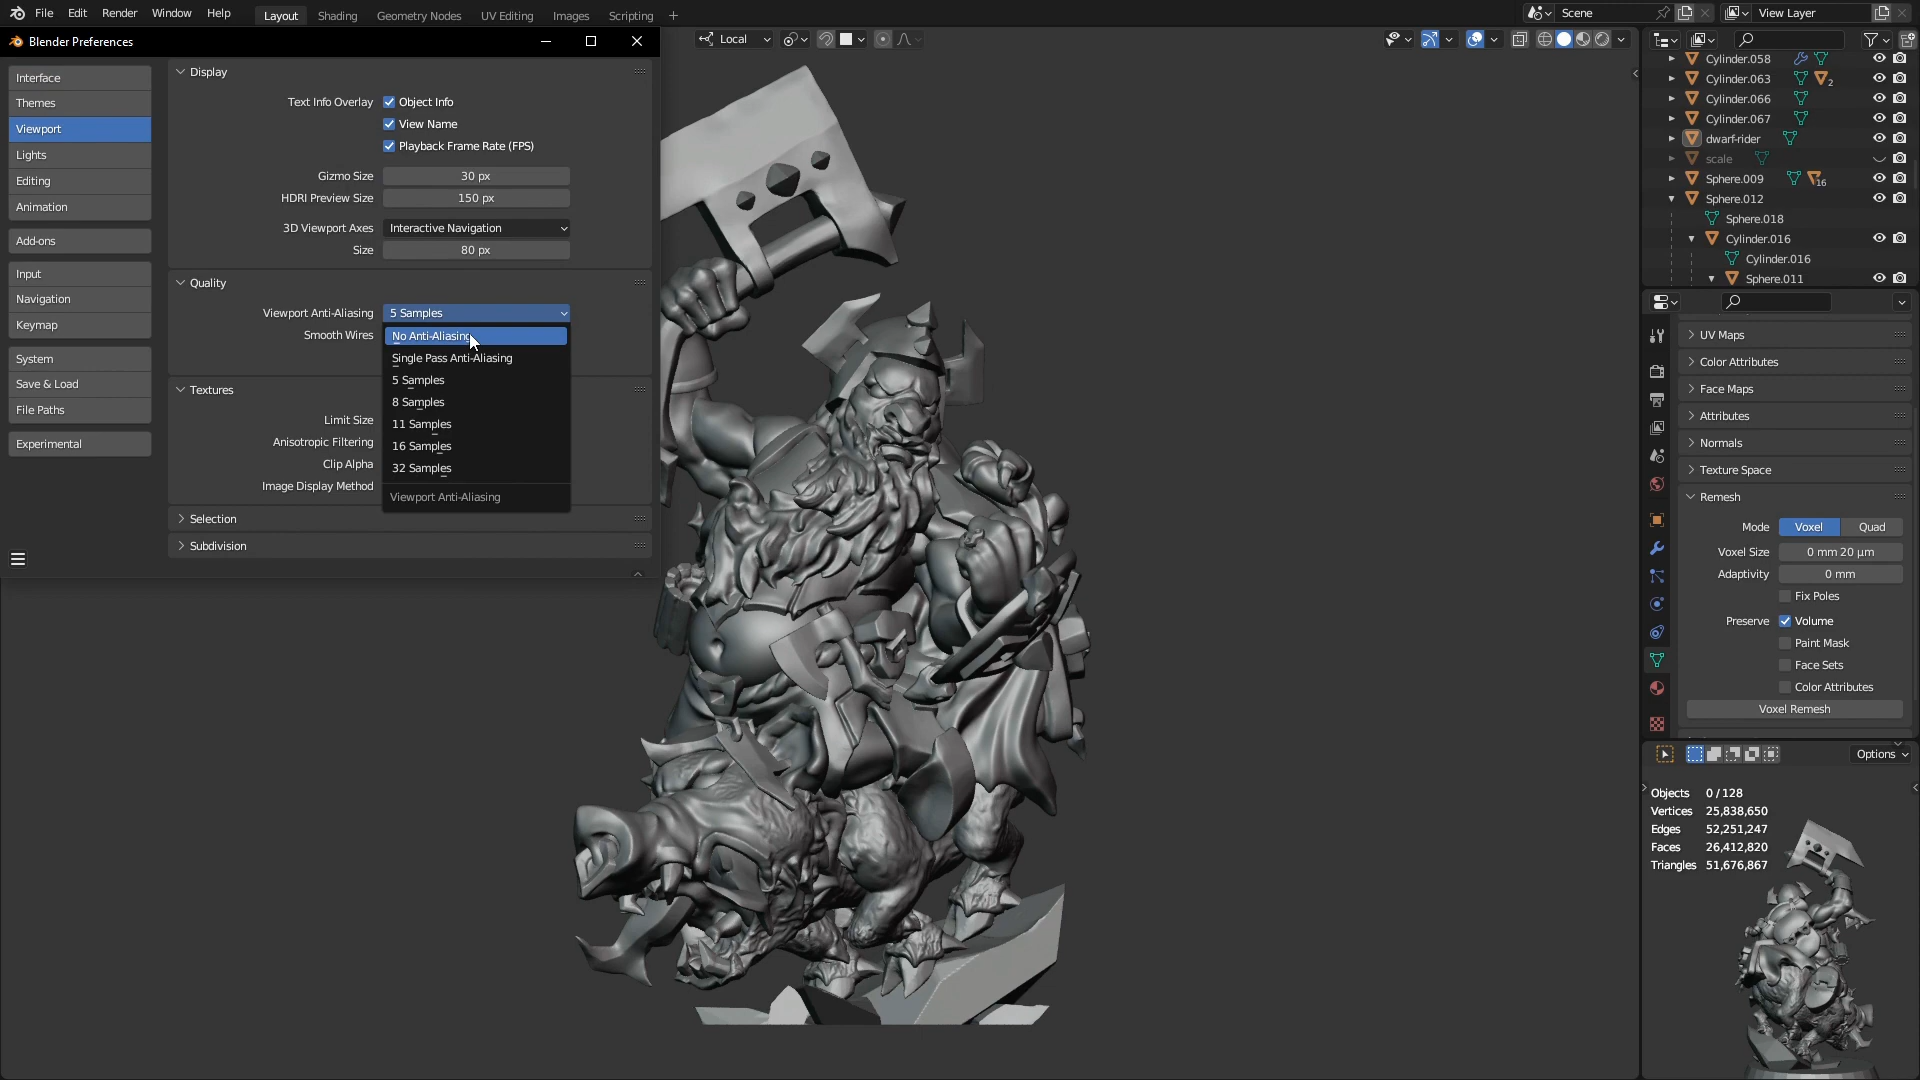 File Edit Render Window Help Layout Shading Geometry Nodes UV Editing Images Scripting + Scene View Layer
Blender Preferences
Local
Interface
Themes
Viewport
Lights
Editing
Animation
Add-ons
Input
Navigation
Keymap
System
Save & Load
File Paths
Experimental
Display
Text Info Overlay Object Info
View Name
Playback Frame Rate (FPS)
Gizmo Size 30 px
HDRI Preview Size 150 px
3D Viewport Axes Interactive Navigation
Size 80 px
Quality
Viewport Anti-Aliasing 5 Samples
Smooth Wires
No Anti-Aliasing
Single Pass Anti-Aliasing
5 Samples
8 Samples
11 Samples
16 Samples
32 Samples
Viewport Anti-Aliasing
Textures
Limit Size
Anisotropic Filtering
Clip Alpha
Image Display Method
Selection
Subdivision
Cylinder.058
Cylinder.063 2
Cylinder.066
Cylinder.067
dwarf-rider
scale
Sphere.009 16
Sphere.012
Sphere.018
Cylinder.016
Cylinder.016
Sphere.011
UV Maps
Color Attributes
Face Maps
Attributes
Normals
Texture Space
Remesh
Mode Voxel Quad
Voxel Size 0 mm 20 µm
Adaptivity 0 mm
Fix Poles
Preserve Volume
Paint Mask
Face Sets
Color Attributes
Voxel Remesh
Options
Objects 0 / 128
Vertices 25,838,650
Edges 52,251,247
Faces 26,412,820
Triangles 51,676,867